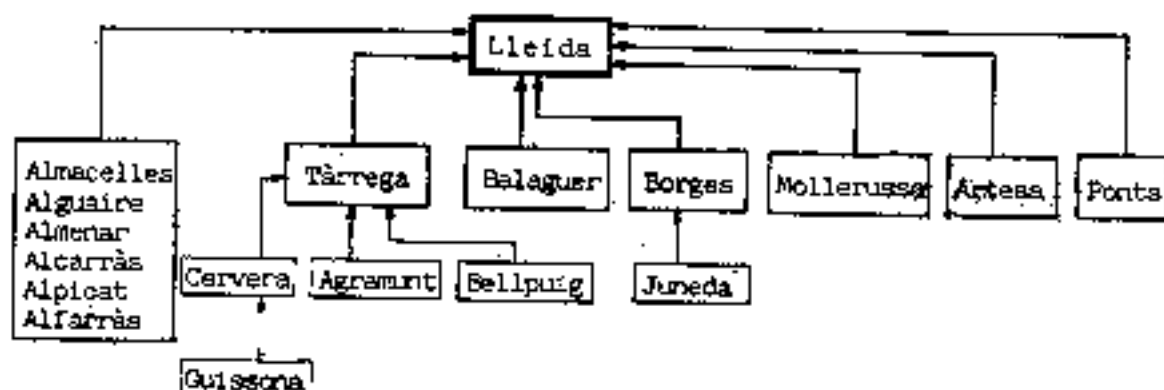 Lleida
Almacelles
Alguaire
Almenar
Alcarràs
Alpicat
Alfarràs
Tàrrega
Balaguer
Borges
Mollerussa
Artesa
Ponts
Cervera
Agramunt
Bellpuig
Juneda
Guissona